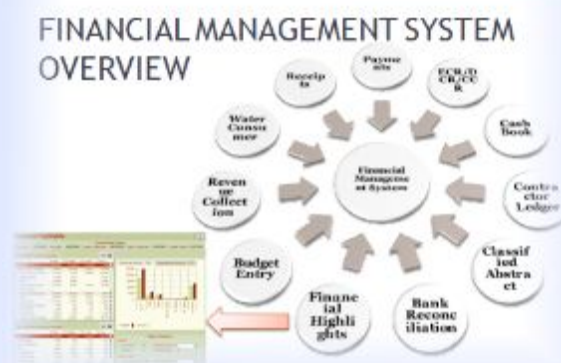 FINANCIAL MANAGEMENT SYSTEM
OVERVIEW
Payme
nts
Receip
ts
ECR/D
CR/CC
R
Water
Consu
mer
Cash
Book
Financial
Manageme
nt System
Reven
ue
Collect
ion
Contra
ctor
Ledger
Budget
Entry
Classif
ied
Abstra
ct
Financ
ial
Highli
ghts
Bank
Reconc
iliation